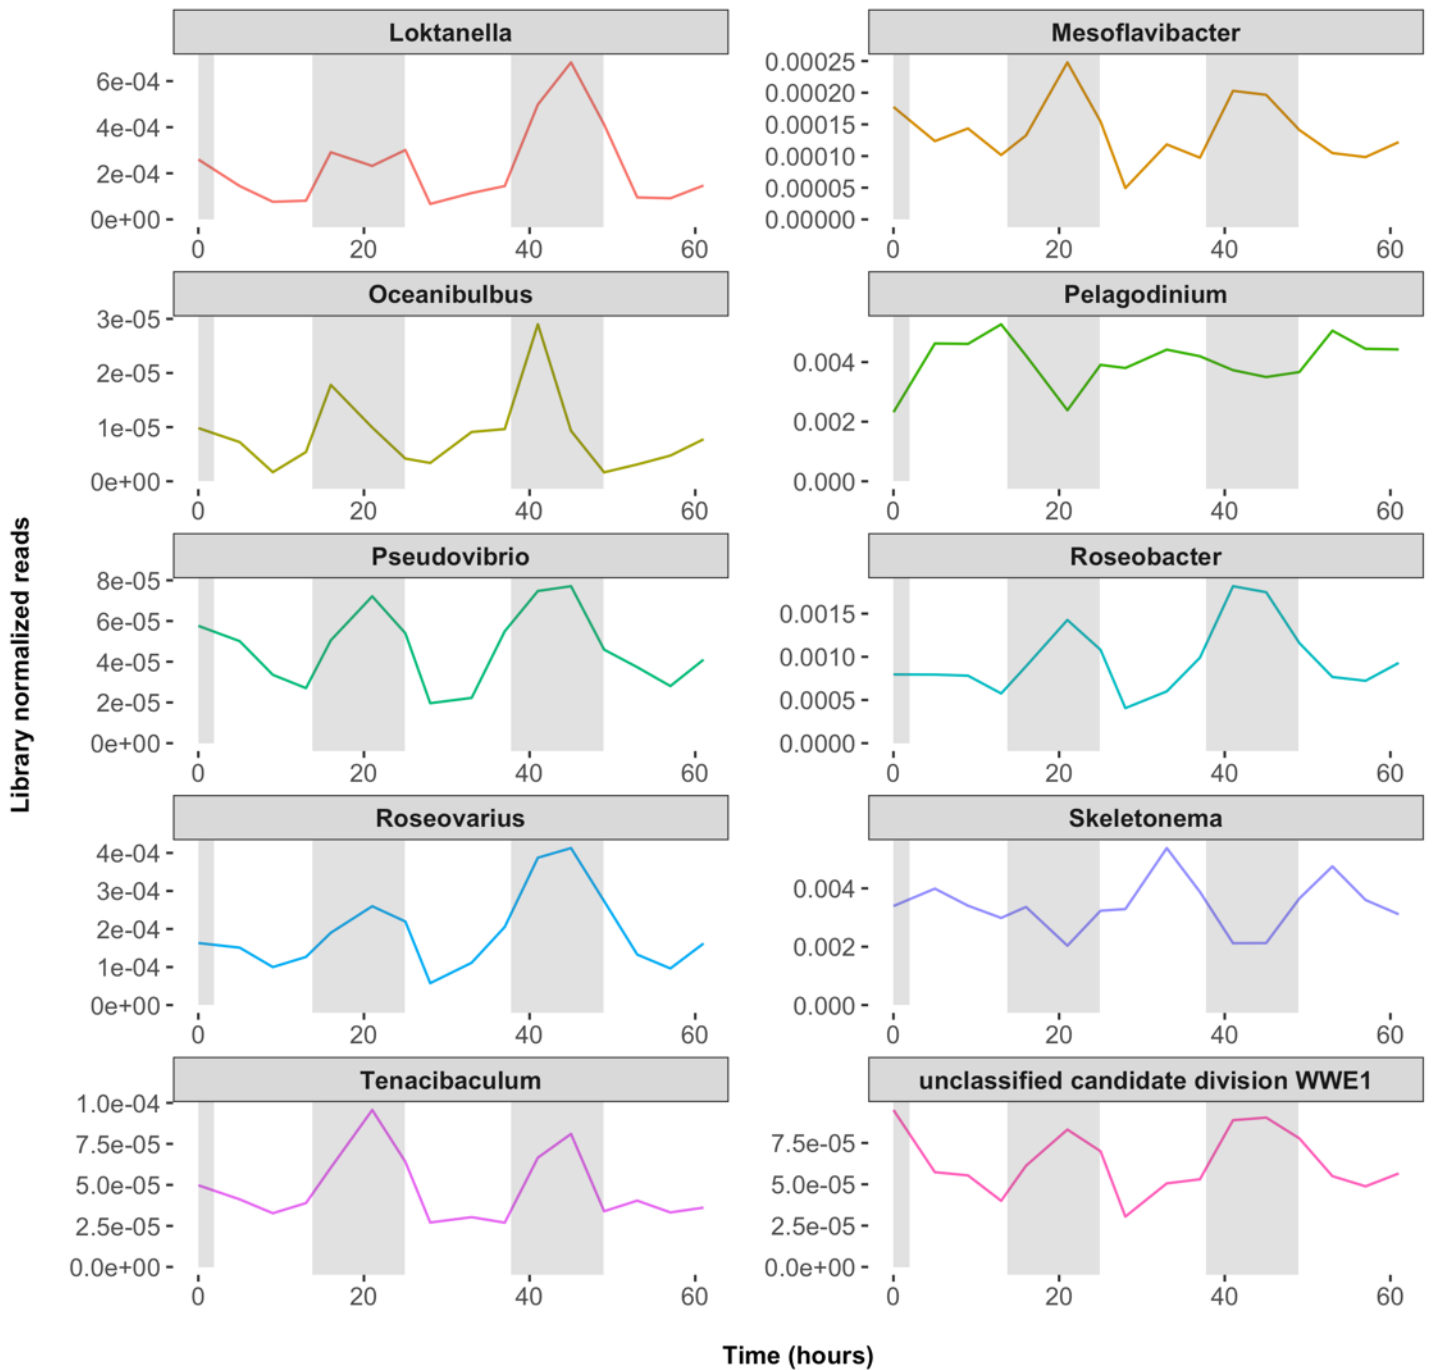 Loktanella
6e-04
4e-04
2e-04
0e+00
0 20 40 60
Mesoflavibacter
0.00025
0.00020
0.00015
0.00010
0.00005
0.00000
0 20 40 60
Oceanibulbus
3e-05
2e-05
1e-05
0e+00
0 20 40 60
Pelagodinium
0.004
0.002
0.000
0 20 40 60
Pseudovibrio
8e-05
6e-05
4e-05
2e-05
0e+00
0 20 40 60
Roseobacter
0.0015
0.0010
0.0005
0.0000
0 20 40 60
Roseovarius
4e-04
3e-04
2e-04
1e-04
0e+00
0 20 40 60
Skeletonema
0.004
0.002
0.000
0 20 40 60
Tenacibaculum
1.0e-04
7.5e-05
5.0e-05
2.5e-05
0.0e+00
0 20 40 60
unclassified candidate division WWE1
7.5e-05
5.0e-05
2.5e-05
0.0e+00
0 20 40 60
Library normalized reads
Time (hours)